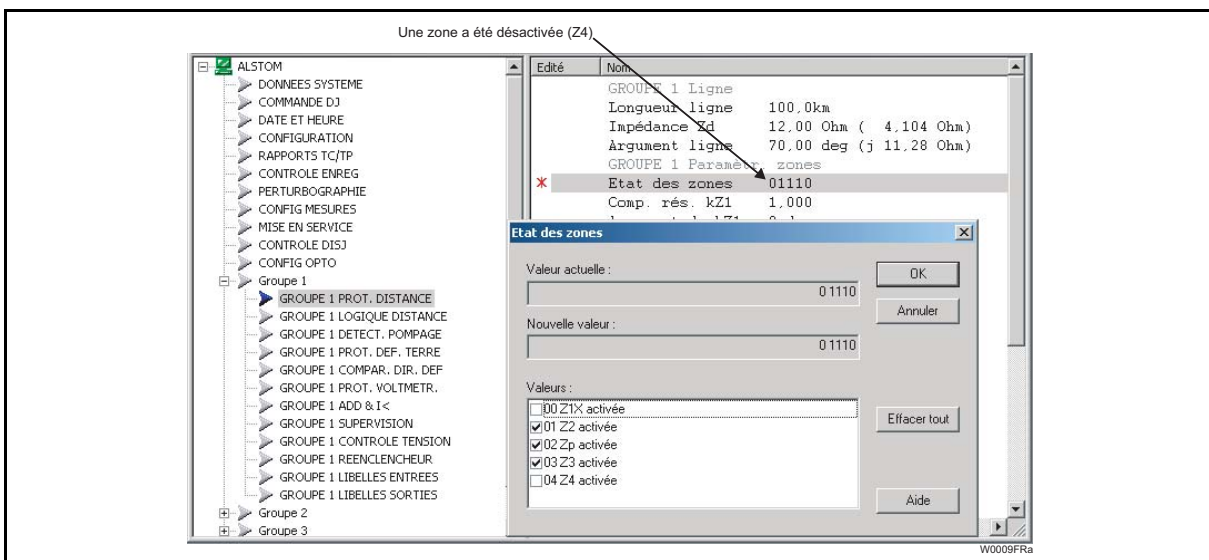 Une zone a été désactivée (Z4)
ALSTOM
DONNEES SYSTEME
COMMANDE DJ
DATE ET HEURE
CONFIGURATION
RAPPORTS TC/TP
CONTROLE ENREG
PERTURBOGRAPHIE
CONFIG MESURES
MISE EN SERVICE
CONTROLE DISJ
CONFIG OPTO
Groupe 1
GROUPE 1 PROT. DISTANCE
GROUPE 1 LOGIQUE DISTANCE
GROUPE 1 DETECT. POMPAGE
GROUPE 1 PROT. DEF. TERRE
GROUPE 1 COMPAR. DIR. DEF
GROUPE 1 PROT. VOLTMETR.
GROUPE 1 ADD & I<
GROUPE 1 SUPERVISION
GROUPE 1 CONTROLE TENSION
GROUPE 1 REENCLENCHEUR
GROUPE 1 LIBELLES ENTREES
GROUPE 1 LIBELLES SORTIES
Groupe 2
Groupe 3
Edité Nom
GROUPE 1 Ligne
Longueur ligne 100,0km
Impédance Zd 12,00 Ohm ( 4,104 Ohm)
Argument ligne 70,00 deg (j 11,28 Ohm)
GROUPE 1 Paramètr. zones
Etat des zones 01110
Comp. rés. kZ1 1,000
Etat des zones
Valeur actuelle :
01110
Nouvelle valeur :
01110
Valeurs :
00 Z1X activée
01 Z2 activée
02 Zp activée
03 Z3 activée
04 Z4 activée
OK
Annuler
Effacer tout
Aide
W0009FRa